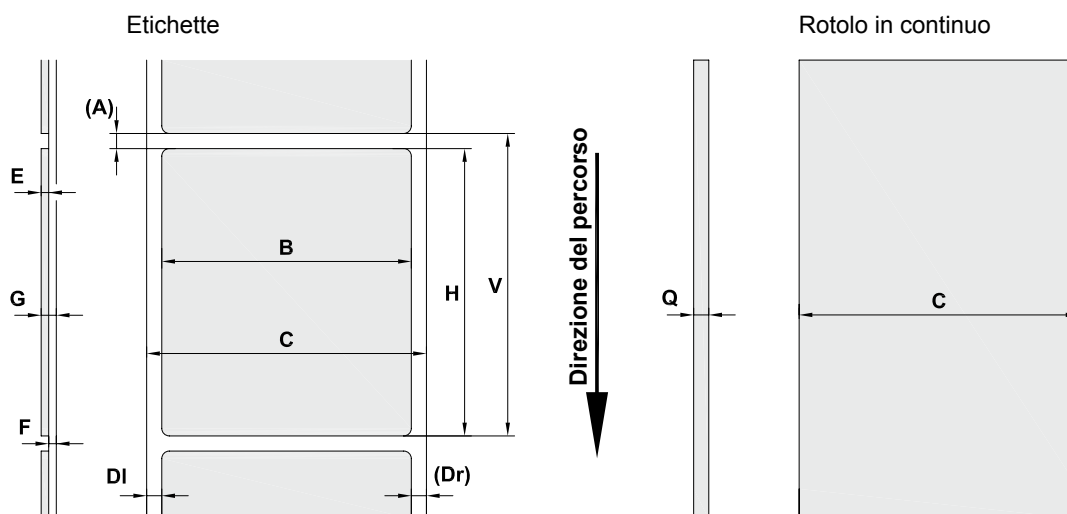 Etichette
Rotolo in continuo
(A)
E
B
G
H
V
C
F
Dl
(Dr)
Direzione del percorso
Q
C